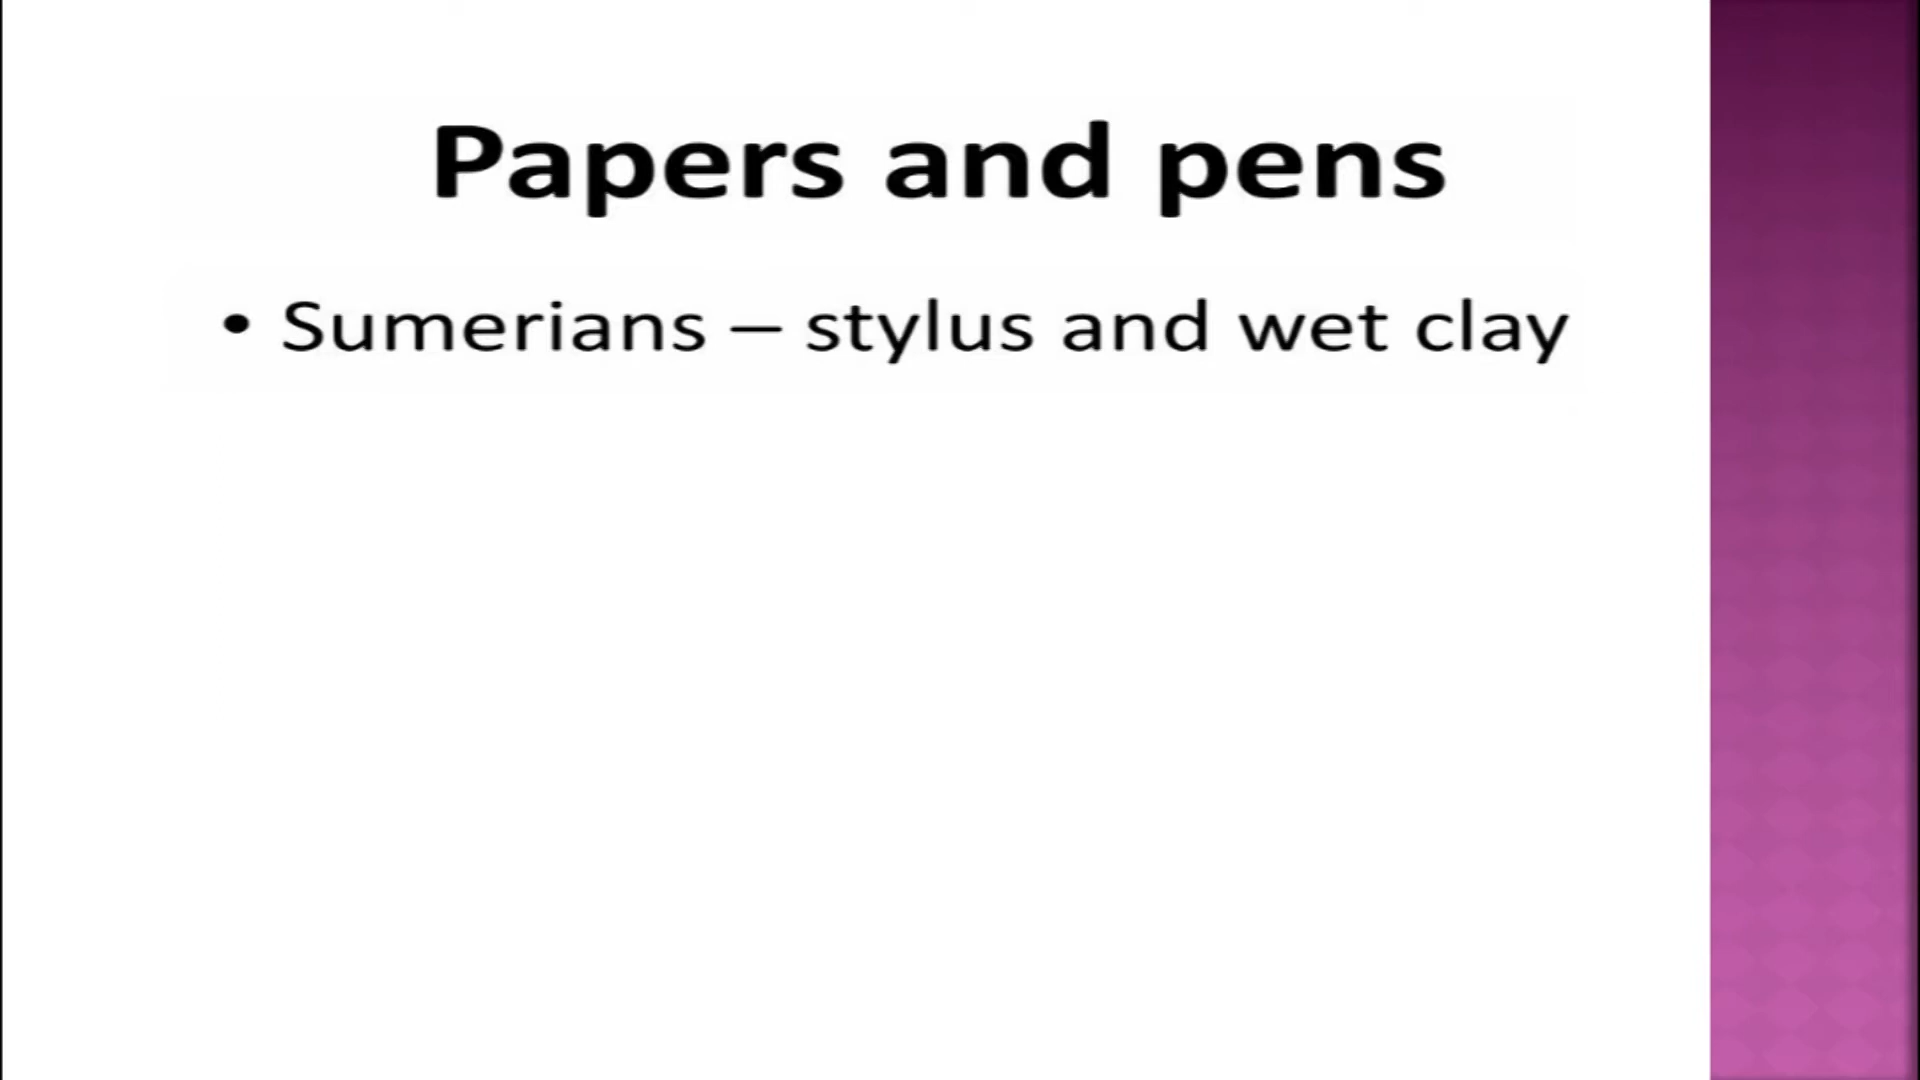 Papers and pens
• Sumerians – stylus and wet clay